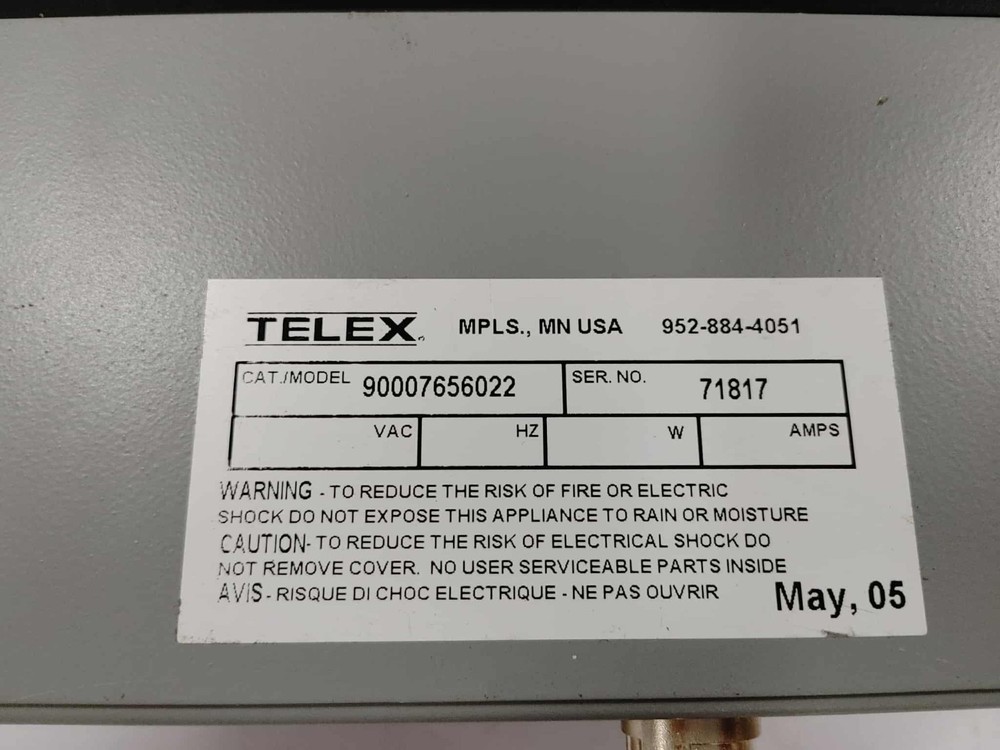 TELEX. MPLS., MN USA 952-884-4051
CAT./MODEL 90007656022 SER. NO. 71817
VAC HZ W AMPS
WARNING - TO REDUCE THE RISK OF FIRE OR ELECTRIC
SHOCK DO NOT EXPOSE THIS APPLIANCE TO RAIN OR MOISTURE
CAUTION- TO REDUCE THE RISK OF ELECTRICAL SHOCK DO
NOT REMOVE COVER. NO USER SERVICEABLE PARTS INSIDE
AVIS - RISQUE DI CHOC ELECTRIQUE - NE PAS OUVRIR
May, 05